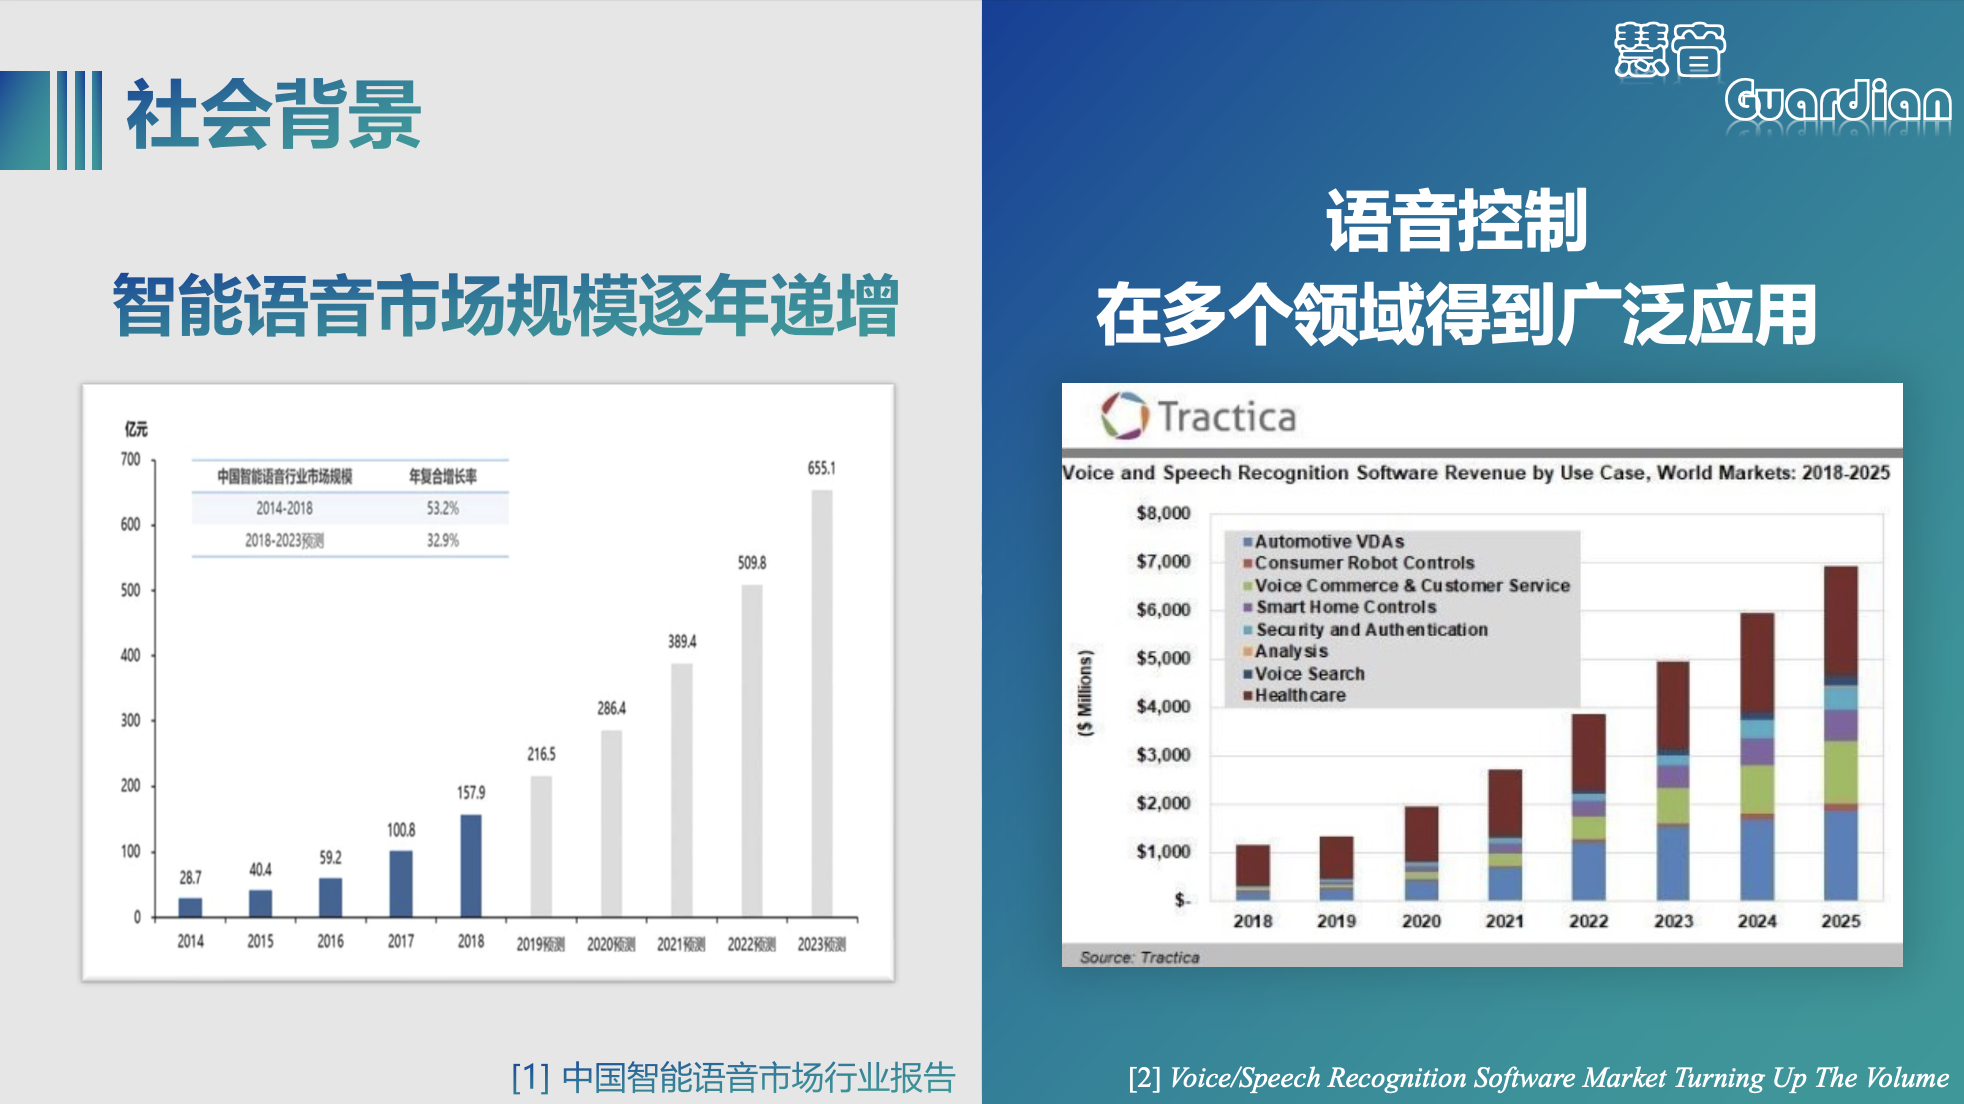 社会背景
智能语音市场规模逐年递增
亿元
700
600
500
400
300
200
100
0
中国智能语音行业市场规模 年复合增长率
2014-2018 53.2%
2018-2023预测 32.9%
28.7
40.4
59.2
100.8
157.9
216.5
286.4
389.4
509.8
655.1
2014 2015 2016 2017 2018 2019预测 2020预测 2021预测 2022预测 2023预测
[1] 中国智能语音市场行业报告
慧音
Guardian
语音控制
在多个领域得到广泛应用
Tractica
Voice and Speech Recognition Software Revenue by Use Case, World Markets: 2018-2025
($ Millions)
$8,000
$7,000
$6,000
$5,000
$4,000
$3,000
$2,000
$1,000
$-
Automotive VDAs
Consumer Robot Controls
Voice Commerce & Customer Service
Smart Home Controls
Security and Authentication
Analysis
Voice Search
Healthcare
2018 2019 2020 2021 2022 2023 2024 2025
Source: Tractica
[2] Voice/Speech Recognition Software Market Turning Up The Volume